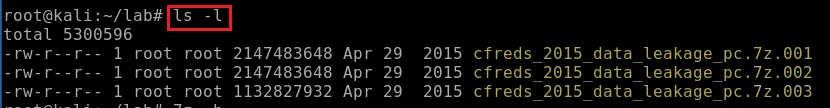 root@kali:~/lab# ls -l
total 5300596
-rw-r--r-- 1 root root 2147483648 Apr 29  2015 cfreds_2015_data_leakage_pc.7z.001
-rw-r--r-- 1 root root 2147483648 Apr 29  2015 cfreds_2015_data_leakage_pc.7z.002
-rw-r--r-- 1 root root 1132827932 Apr 29  2015 cfreds_2015_data_leakage_pc.7z.003